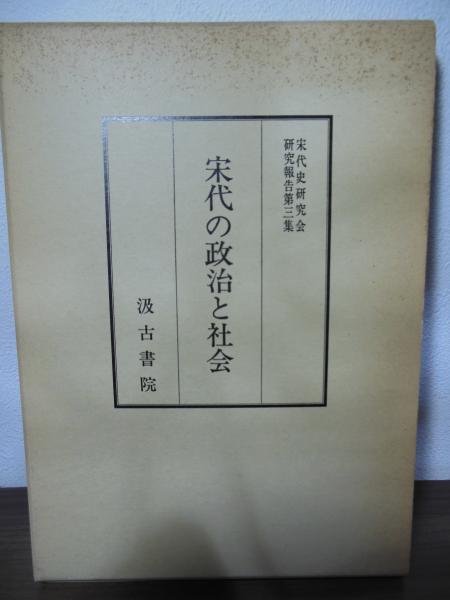 宋代史研究会
研究報告第三集
宋代の政治と社会
汲古書院